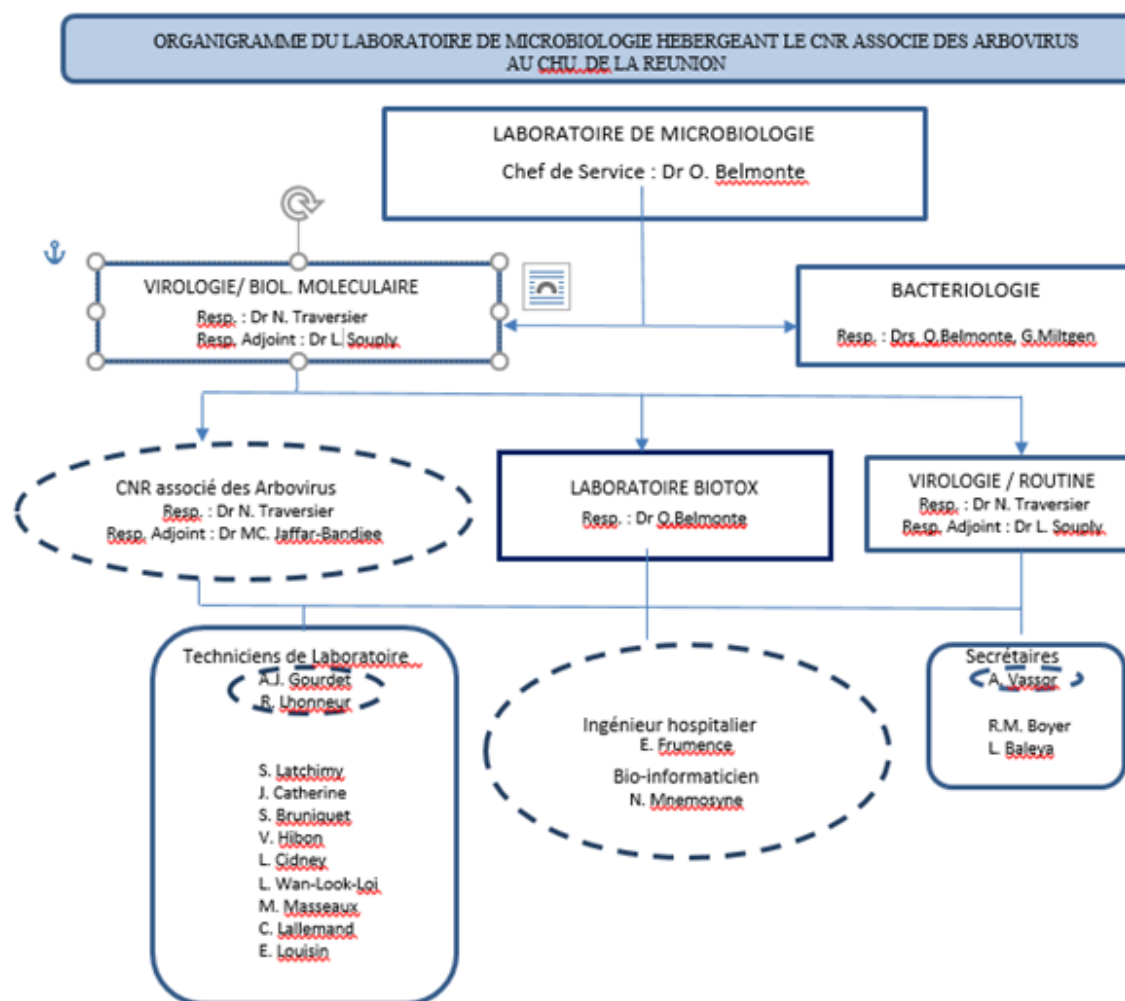 ORGANIGRAMME DU LABORATOIRE DE MICROBIOLOGIE HEBERGEANT LE CNR ASSOCIE DES ARBOVIRUS
AU CHU DE LA REUNION
LABORATOIRE DE MICROBIOLOGIE
Chef de Service : Dr O. Belmonte
VIROLOGIE/ BIOL. MOLECULAIRE
Resp. : Dr N. Traversier
Resp. Adjoint : Dr L. Souply
BACTERIOLOGIE
Resp. : Drs. O.Belmonte, G.Miltgen
CNR associé des Arbovirus
Resp. : Dr N. Traversier
Resp. Adjoint : Dr MC. Jaffar-Bandjee
LABORATOIRE BIOTOX
Resp. : Dr O.Belmonte
VIROLOGIE / ROUTINE
Resp. : Dr N. Traversier
Resp. Adjoint : Dr L. Souply
Techniciens de Laboratoire
A.J. Gourdet
R. Lhonneur
S. Latchimy
J. Catherine
S. Bruniquet
V. Hibon
L. Cidney
L. Wan-Look-Loi
M. Masseaux
C. Lallemand
E. Louisin
Ingénieur hospitalier
E. Frumence
Bio-informaticien
N. Mnemosyne
Secrétaires
A. Vassor
R.M. Boyer
L. Baleya